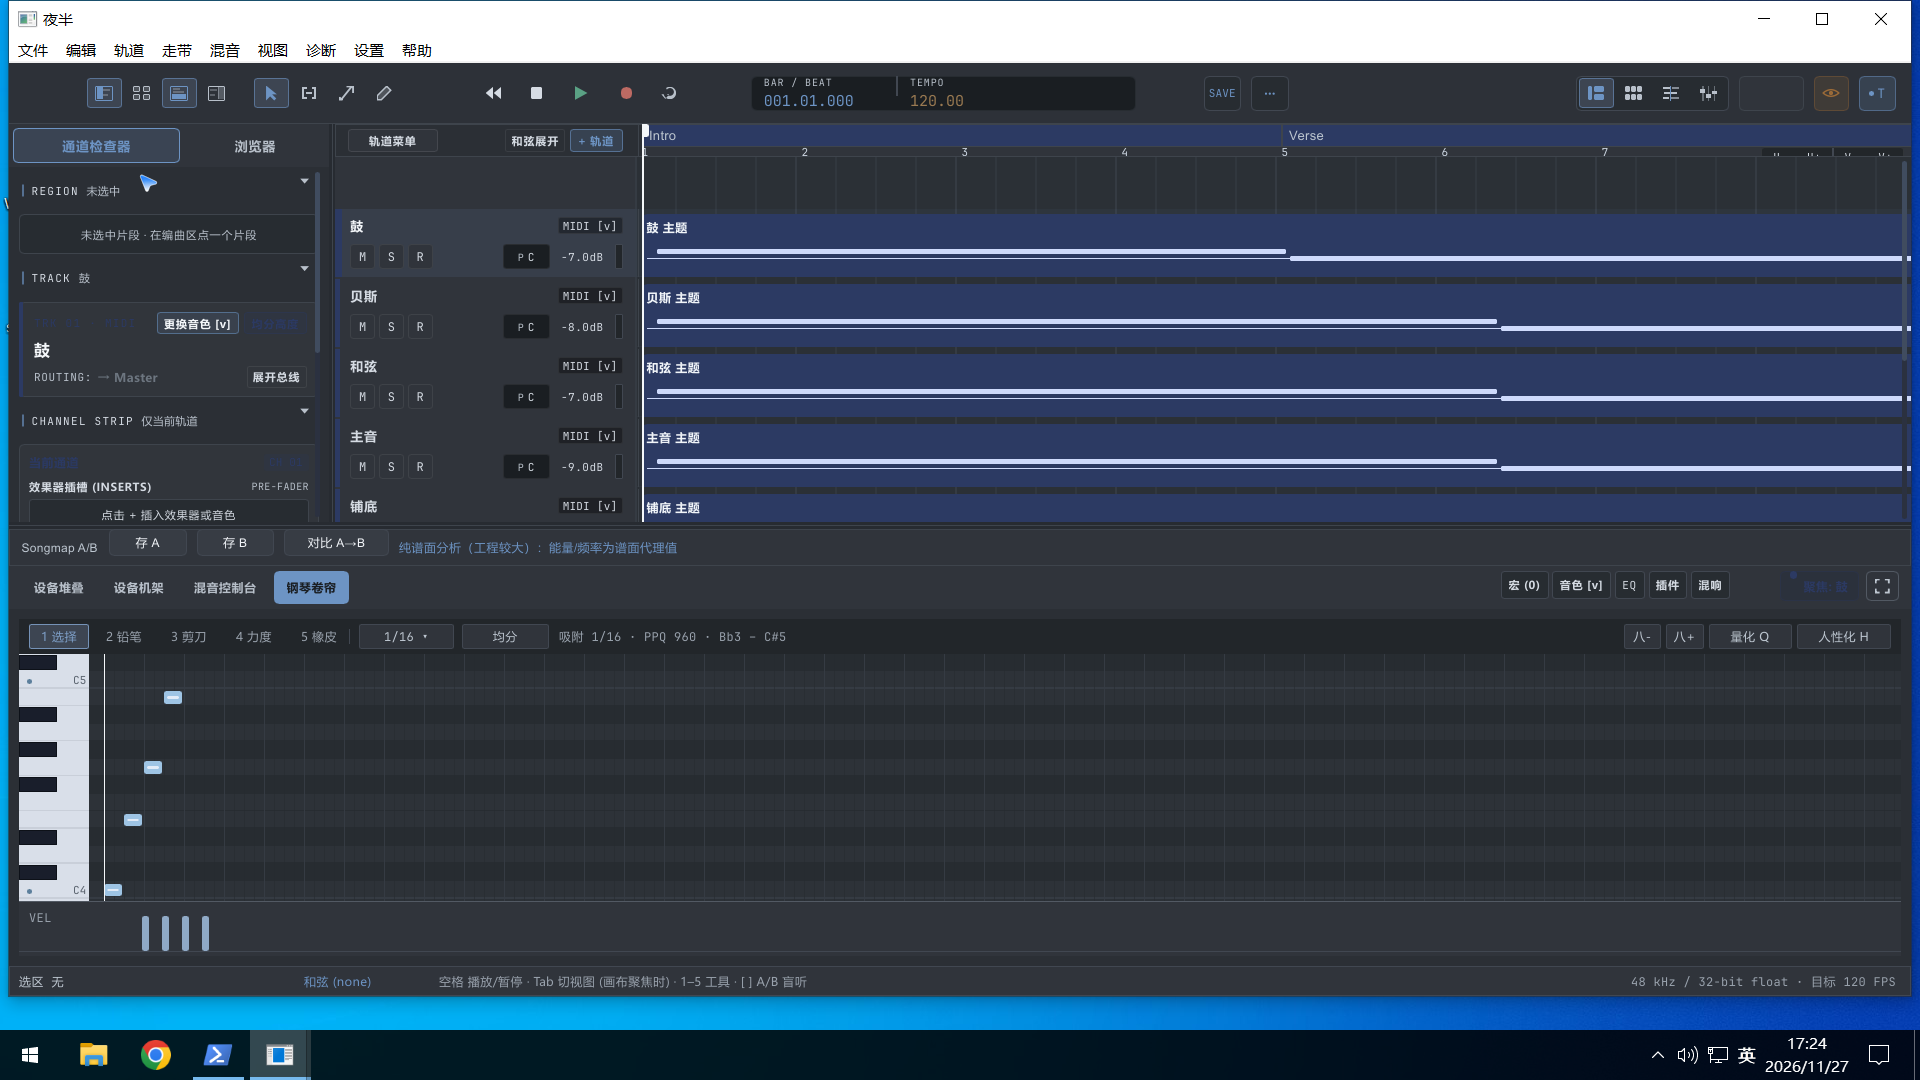 夜半
文件 编辑 轨道 走带 混音 视图 诊断 设置 帮助
BAR / BEAT
001.01.000
TEMPO
120.00
SAVE
···
T
通道检查器 浏览器
REGION 未选中
未选中片段 · 在编曲区点一个片段
TRACK 鼓
更换音色 [v]
鼓
ROUTING: → Master 展开总线
CHANNEL STRIP 仅当前轨道
效果器插槽 (INSERTS) PRE-FADER
点击 + 插入效果器或音色
轨道菜单 和弦展开 + 轨道
Intro Verse
1 2 3 4 5 6 7
鼓 MIDI [v]
M S R P C -7.0dB
鼓 主题
贝斯 MIDI [v]
M S R P C -8.0dB
贝斯 主题
和弦 MIDI [v]
M S R P C -7.0dB
和弦 主题
主音 MIDI [v]
M S R P C -9.0dB
主音 主题
铺底 MIDI [v]
铺底 主题
Songmap A/B 存 A 存 B 对比 A→B 纯谱面分析（工程较大）：能量/频率为谱面代理值
设备堆叠 设备机架 混音控制台 钢琴卷帘
宏 (0) 音色 [v] EQ 插件 混响
1 选择 2 铅笔 3 剪刀 4 力度 5 橡皮 1/16 均分 吸附 1/16 · PPQ 960 · Bb3 – C#5
八- 八+ 量化 Q 人性化 H
C5
C4
VEL
选区 无 和弦 (none) 空格 播放/暂停 · Tab 切视图 (画布聚焦时) · 1–5 工具 · [ ] A/B 盲听
48 kHz / 32-bit float · 目标 120 FPS
英
17:24
2026/11/27